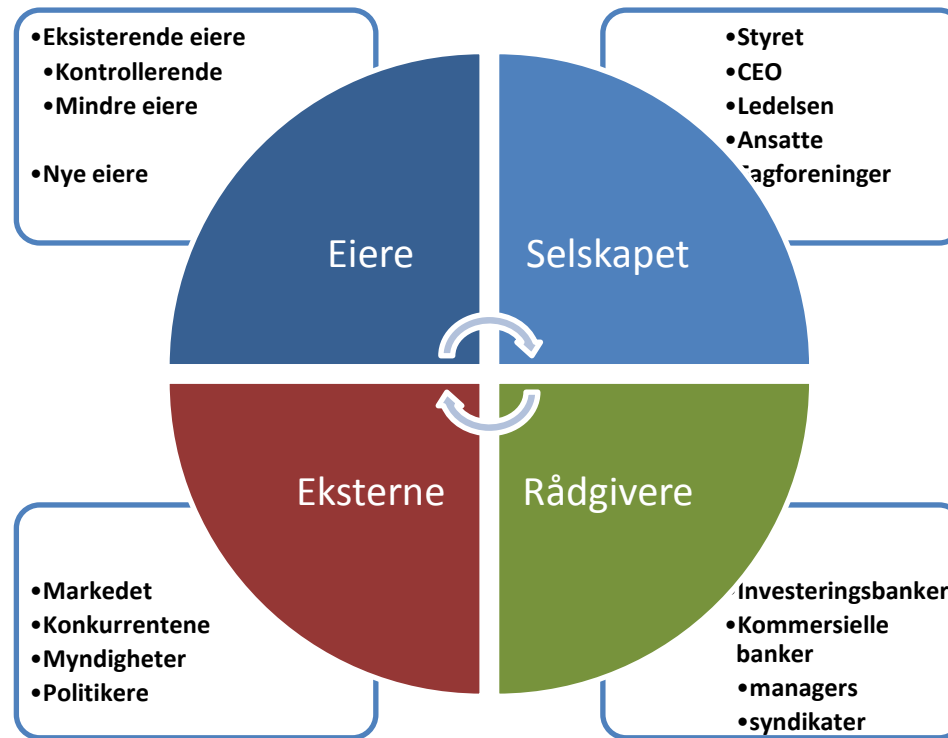 •Eksisterende eiere
•Kontrollerende
•Mindre eiere
•Nye eiere
•Styret
•CEO
•Ledelsen
•Ansatte
•Fagforeninger
Eiere
Selskapet
Eksterne
Rådgivere
•Markedet
•Konkurrentene
•Myndigheter
•Politikere
•Investeringsbanker
•Kommersielle
banker
•managers
•syndikater